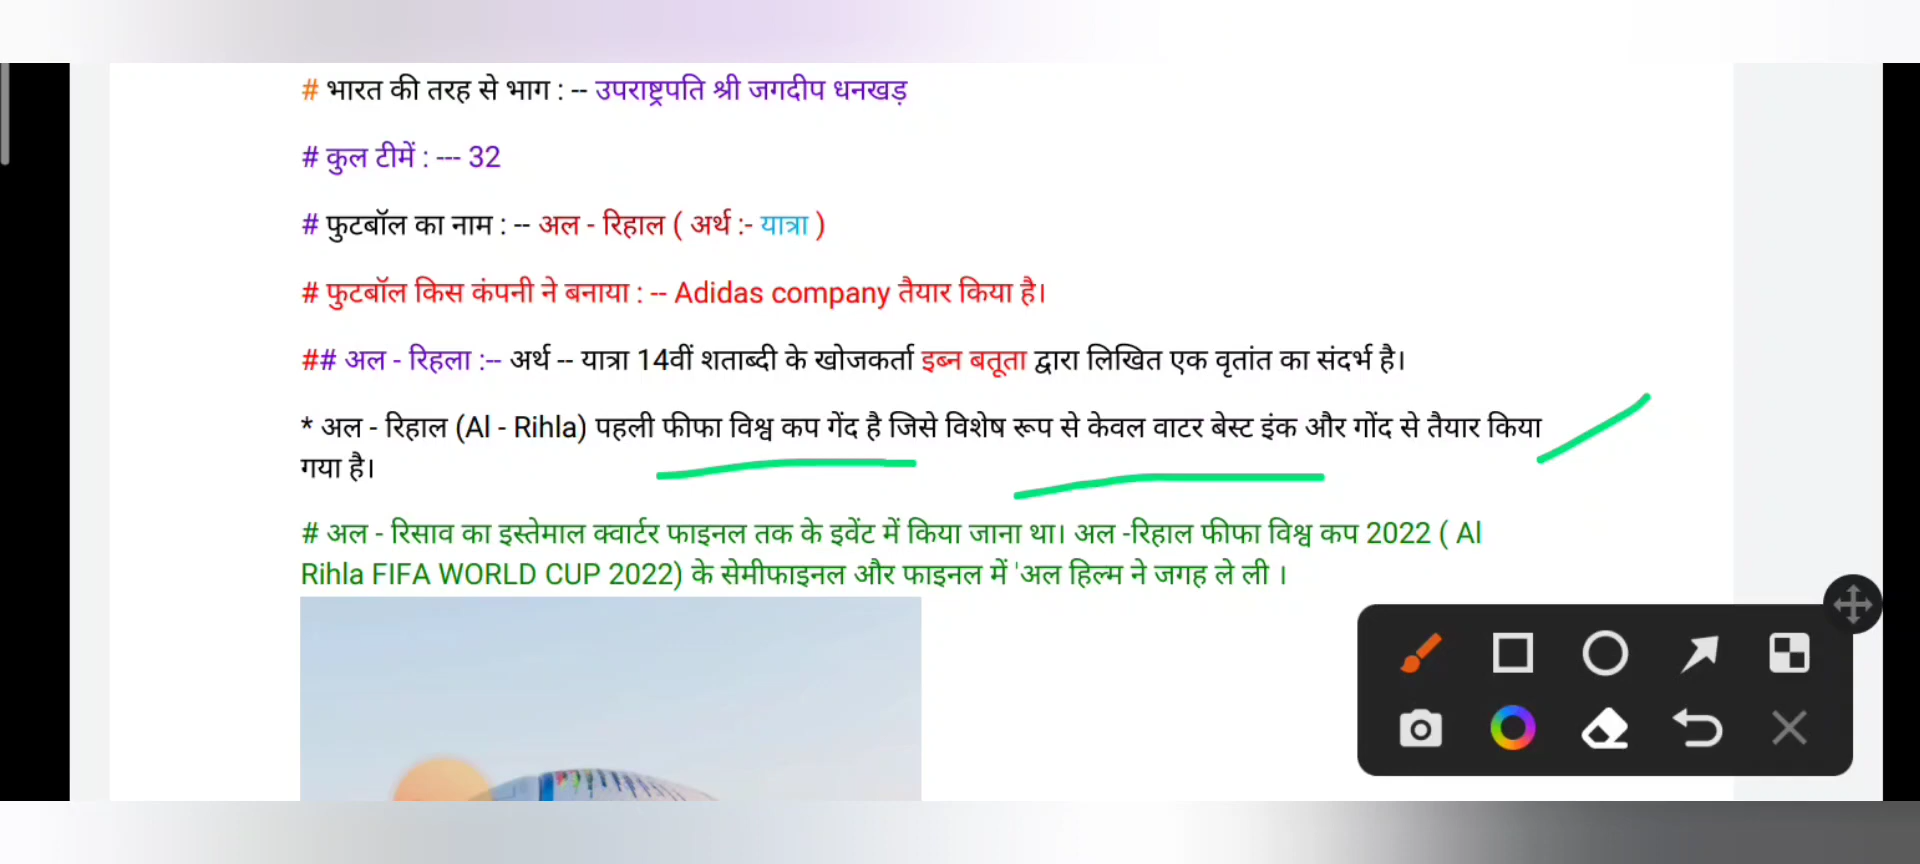 # भारत की तरह से भाग : -- उपराष्ट्रपति श्री जगदीप धनखड़
# कुल टीमें : --- 32
# फुटबॉल का नाम : -- अल - रिहाल ( अर्थ :- यात्रा )
# फुटबॉल किस कंपनी ने बनाया : -- Adidas company तैयार किया है।
## अल - रिहला :-- अर्थ -- यात्रा 14वीं शताब्दी के खोजकर्ता इब्न बतूता द्वारा लिखित एक वृतांत का संदर्भ है।
* अल - रिहाल (Al - Rihla) पहली फीफा विश्व कप गेंद है जिसे विशेष रूप से केवल वाटर बेस्ट इंक और गोंद से तैयार किया
गया है।
# अल - रिसाव का इस्तेमाल क्वार्टर फाइनल तक के इवेंट में किया जाना था। अल -रिहाल फीफा विश्व कप 2022 ( Al
Rihla FIFA WORLD CUP 2022) के सेमीफाइनल और फाइनल में 'अल हिल्म ने जगह ले ली ।